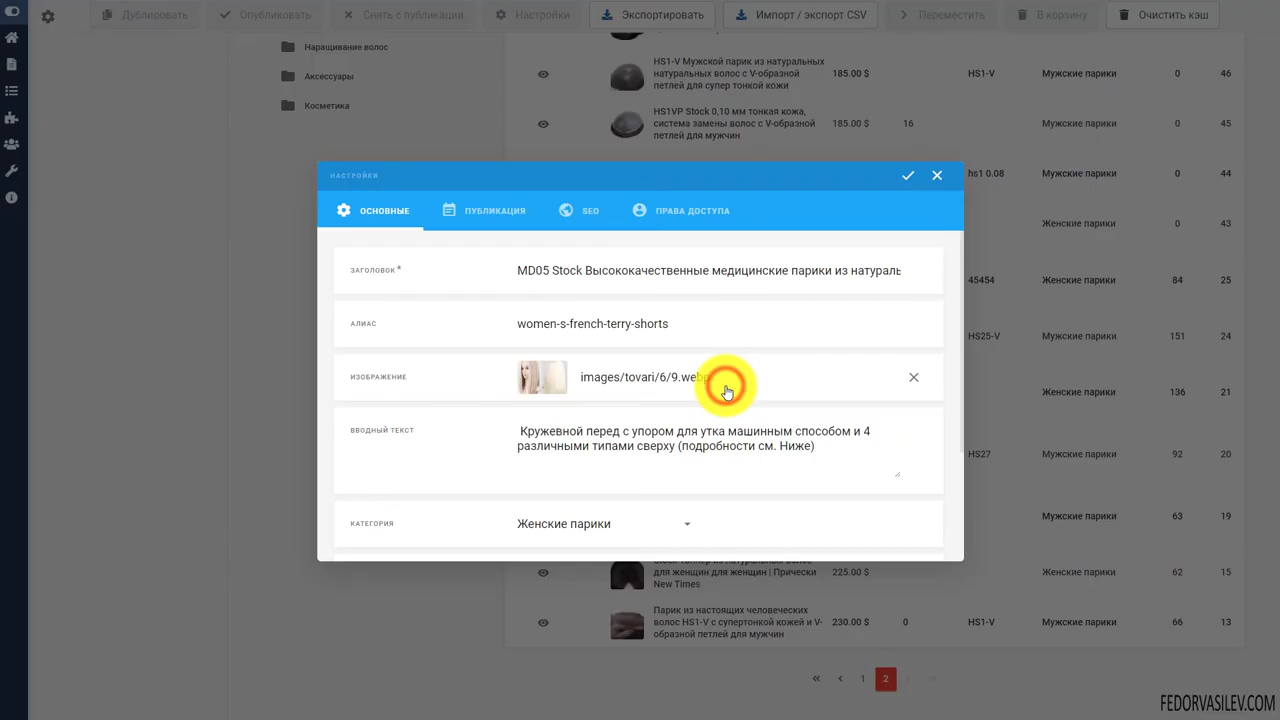 Дублировать
Опубликовать
Снять с публикации
Настройки
Экспортировать
Импорт / экспорт CSV
Переместить
В корзину
Очистить кэш
Наращивание волос
Аксессуары
Косметика
HS1-V Мужской парик из натуральных
натуральных волос с V-образной
петлей для супер тонкой кожи
185.00 $
HS1-V
Мужские парики
0
46
HS1VP Stock 0,10 мм тонкая кожа,
система замены волос с V-образной
петлей для мужчин
185.00 $
16
Мужские парики
0
45
hs1 0.08
Мужские парики
0
44
Женские парики
0
43
45454
Женские парики
84
25
HS25-V
Мужские парики
151
24
Женские парики
136
21
HS27
Мужские парики
92
20
Мужские парики
63
19
НАСТРОЙКИ
ОСНОВНЫЕ
ПУБЛИКАЦИЯ
SEO
ПРАВА ДОСТУПА
ЗАГОЛОВОК *
MD05 Stock Высококачественные медицинские парики из натураль
АЛИАС
women-s-french-terry-shorts
ИЗОБРАЖЕНИЕ
images/tovari/6/9.webp
ВВОДНЫЙ ТЕКСТ
Кружевной перед с упором для утка машинным способом и 4
различными типами сверху (подробности см. Ниже)
КАТЕГОРИЯ
Женские парики
для женщин для женщин | Прически
New Times
225.00 $
Женские парики
62
15
Парик из настоящих человеческих
волос HS1-V с супертонкой кожей и V-
образной петлей для мужчин
230.00 $
0
HS1-V
Мужские парики
66
13
« ‹ 1 2
FEDORVASILEV.COM